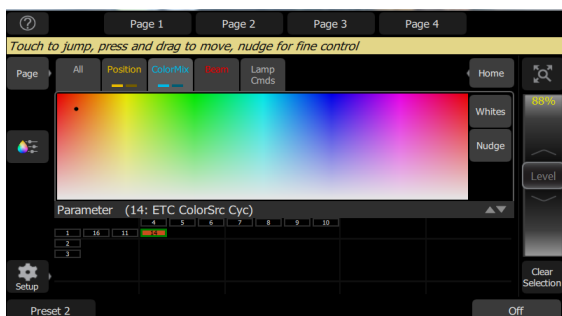 Page 1 Page 2 Page 3 Page 4
Touch to jump, press and drag to move, nudge for fine control
Page All Position ColorMix Beam Lamp Cmds Home
88%
Whites
Nudge
Level
Parameter (14: ETC ColorSrc Cyc)
4 5 6 7 8 9 10
1 16 11 14
2
3
Setup
Clear Selection
Preset 2 Off